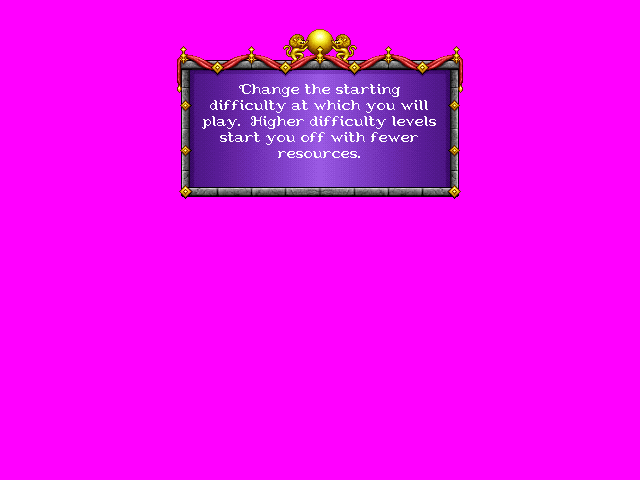 Change the starting
difficulty at which you will
play.  Higher difficulty levels
start you off with fewer
resources.